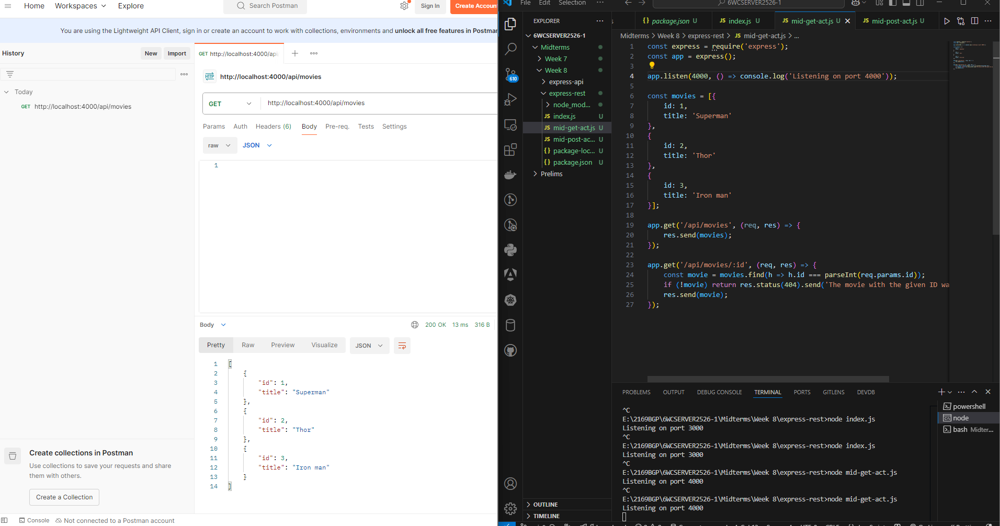 Home Workspaces Explore
Search Postman
Sign In
Create Accoun
You are using the Lightweight API Client, sign in or create an account to work with collections, environments and unlock all free features in Postman
History
New
Import
Today
GET http://localhost:4000/api/movies
Create collections in Postman
Use collections to save your requests and share
them with others.
Create a Collection
Console
Not connected to a Postman account
GET http://localhost:4000/api
HTTP
http://localhost:4000/api/movies
GET
http://localhost:4000/api/movies
Params Auth Headers (6) Body Pre-req. Tests Settings
raw
JSON
1
Body
200 OK 13 ms 316 B
Pretty Raw Preview Visualize
JSON
1 [
2 {
3 "id": 1,
4 "title": "Superman"
5 },
6 {
7 "id": 2,
8 "title": "Thor"
9 },
10 {
11 "id": 3,
12 "title": "Iron man"
13 }
14 ]
File Edit Selection ...
6WCSERVER2526-1
EXPLORER ...
6WCSERVER2526-1
Midterms
Week 7
Week 8
express-api
express-rest
node_mod...
JS index.js U
JS mid-get-act.js U
JS mid-post-ac... U
{} package-loc... U
{} package.json U
Prelims
OUTLINE
TIMELINE
610
s
{} package.json U
JS index.js U
JS mid-get-act.js U
JS mid-post-act.js U
Midterms > Week 8 > express-rest > JS mid-get-act.js > ...
1 const express = require('express');
2 const app = express();
3
4 app.listen(4000, () => console.log('Listening on port 4000'));
5
6 const movies = [{
7 id: 1,
8 title: 'Superman'
9 },
10 {
11 id: 2,
12 title: 'Thor'
13 },
14 {
15 id: 3,
16 title: 'Iron man'
17 }];
18
19 app.get('/api/movies', (req, res) => {
20 res.send(movies);
21 });
22
23 app.get('/api/movies/:id', (req, res) => {
24 const movie = movies.find(h => h.id === parseInt(req.params.id));
25 if (!movie) return res.status(404).send('The movie with the given ID wa
26 res.send(movie);
27 });
PROBLEMS OUTPUT DEBUG CONSOLE TERMINAL PORTS GITLENS DEVDB
^C
E:\2169BGP\6WCSERVER2526-1\Midterms\Week 8\express-rest>node index.js
Listening on port 3000
^C
E:\2169BGP\6WCSERVER2526-1\Midterms\Week 8\express-rest>node index.js
Listening on port 3000
^C
E:\2169BGP\6WCSERVER2526-1\Midterms\Week 8\express-rest>node mid-get-act.js
Listening on port 4000
^C
E:\2169BGP\6WCSERVER2526-1\Midterms\Week 8\express-rest>node mid-get-act.js
Listening on port 4000
powershell
node
bash Midter...